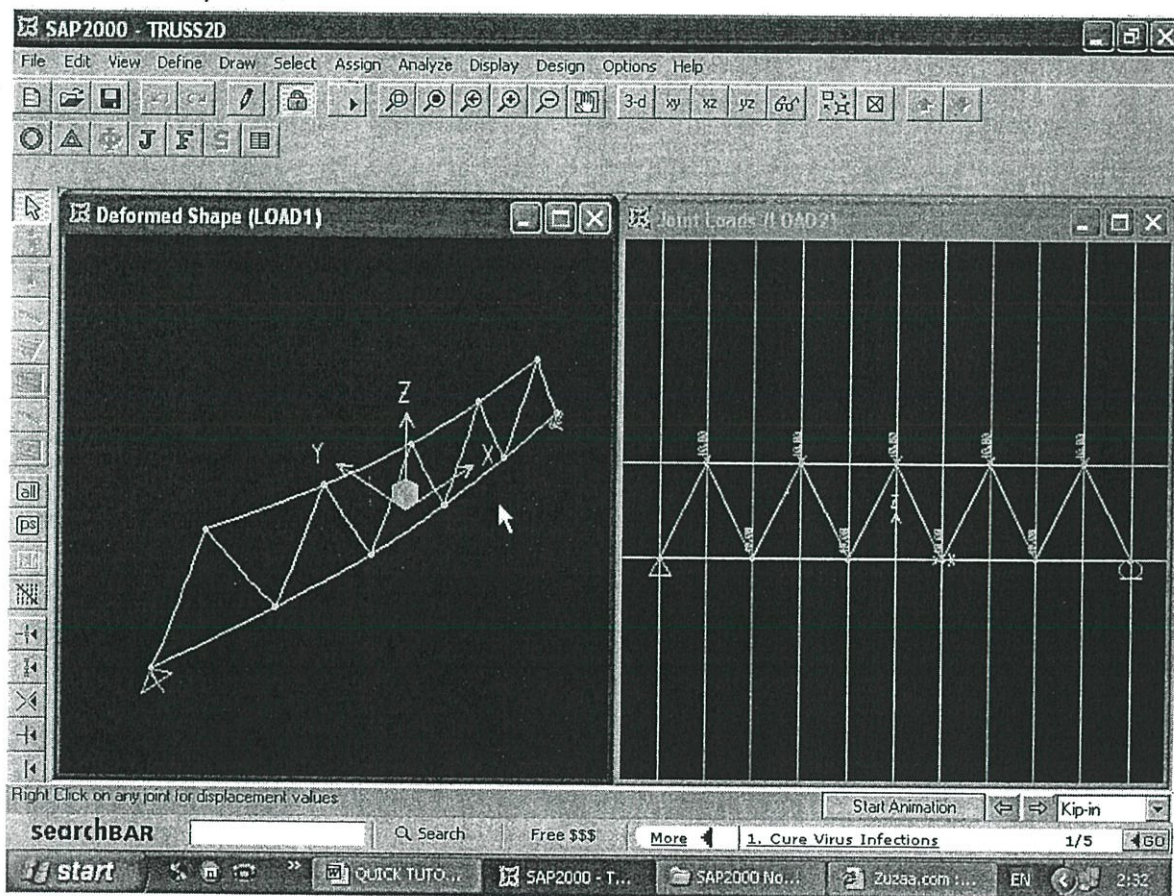 SAP2000 - TRUSS2D
File Edit View Define Draw Select Assign Analyze Display Design Options Help
3-d xy xz yz
J F S
Deformed Shape (LOAD1)
Joint Loads (LOAD2)
Z
Y
X
all
ps
Right Click on any joint for displacement values
Start Animation
Kip-in
searchBAR
Search
Free $$$
More
1. Cure Virus Infections
1/5
GO
start
QUICK TUTO...
SAP2000 - T...
SAP2000 No...
Zuzaa.com :...
EN
2:32